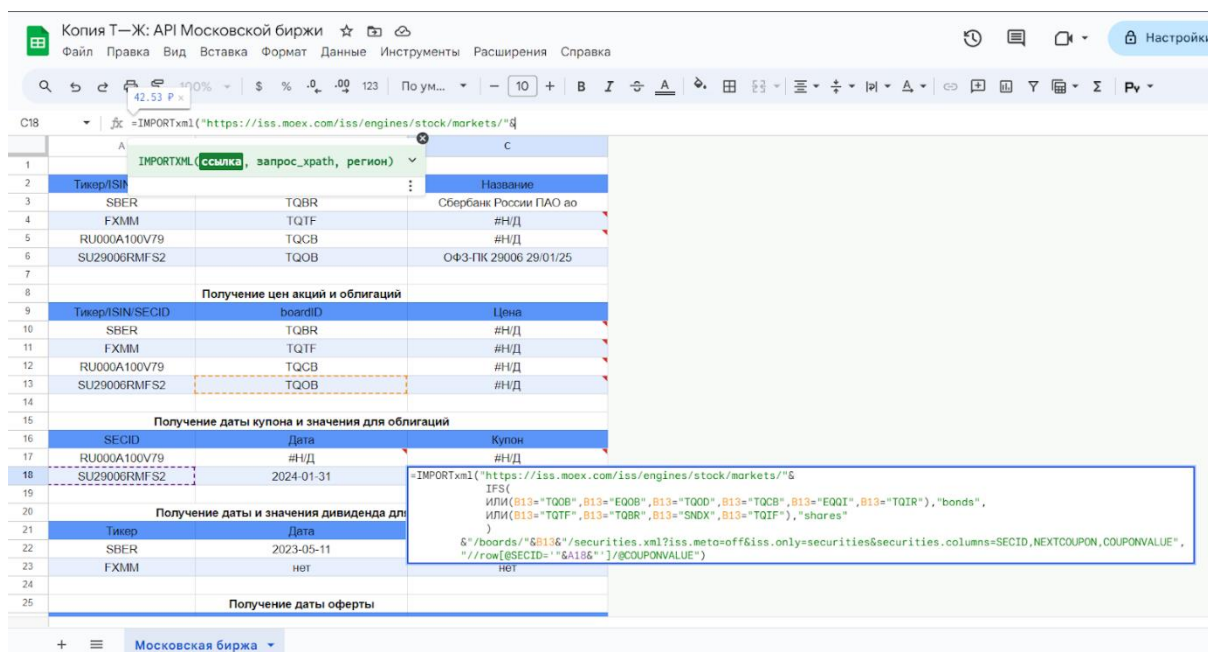 Копия Т—Ж: API Московской биржи
Файл Правка Вид Вставка Формат Данные Инструменты Расширения Справка
Настройки
100% $ % .0 .00 123 По ум... 10 B I A Σ
42.53 ₽ ×
C18 fx =IMPORTxml("https://iss.moex.com/iss/engines/stock/markets/"&
IMPORTXML(ссылка, запрос_xpath, регион)
A C
1
2 Тикер/ISIN Название
3 SBER TQBR Сбербанк России ПАО ао
4 FXMM TQTF #Н/Д
5 RU000A100V79 TQCB #Н/Д
6 SU29006RMFS2 TQOB ОФЗ-ПК 29006 29/01/25
7
8 Получение цен акций и облигаций
9 Тикер/ISIN/SECID boardID Цена
10 SBER TQBR #Н/Д
11 FXMM TQTF #Н/Д
12 RU000A100V79 TQCB #Н/Д
13 SU29006RMFS2 TQOB #Н/Д
14
15 Получение даты купона и значения для облигаций
16 SECID Дата Купон
17 RU000A100V79 #Н/Д #Н/Д
18 SU29006RMFS2 2024-01-31
=IMPORTxml("https://iss.moex.com/iss/engines/stock/markets/"&
IFS(
ИЛИ(B13="TQOB",B13="EQOB",B13="TQOD",B13="TQCB",B13="EQQI",B13="TQIR"),"bonds",
ИЛИ(B13="TQTF",B13="TQBR",B13="SNDX",B13="TQIF"),"shares"
)
&"/boards/"&B13&"/securities.xml?iss.meta=off&iss.only=securities&securities.columns=SECID,NEXTCOUPON,COUPONVALUE",
"//row[@SECID='"&A18&"']/@COUPONVALUE")
19
20 Получение даты и значения дивиденда для
21 Тикер Дата
22 SBER 2023-05-11
23 FXMM нет нет
24
25 Получение даты оферты
Московская биржа